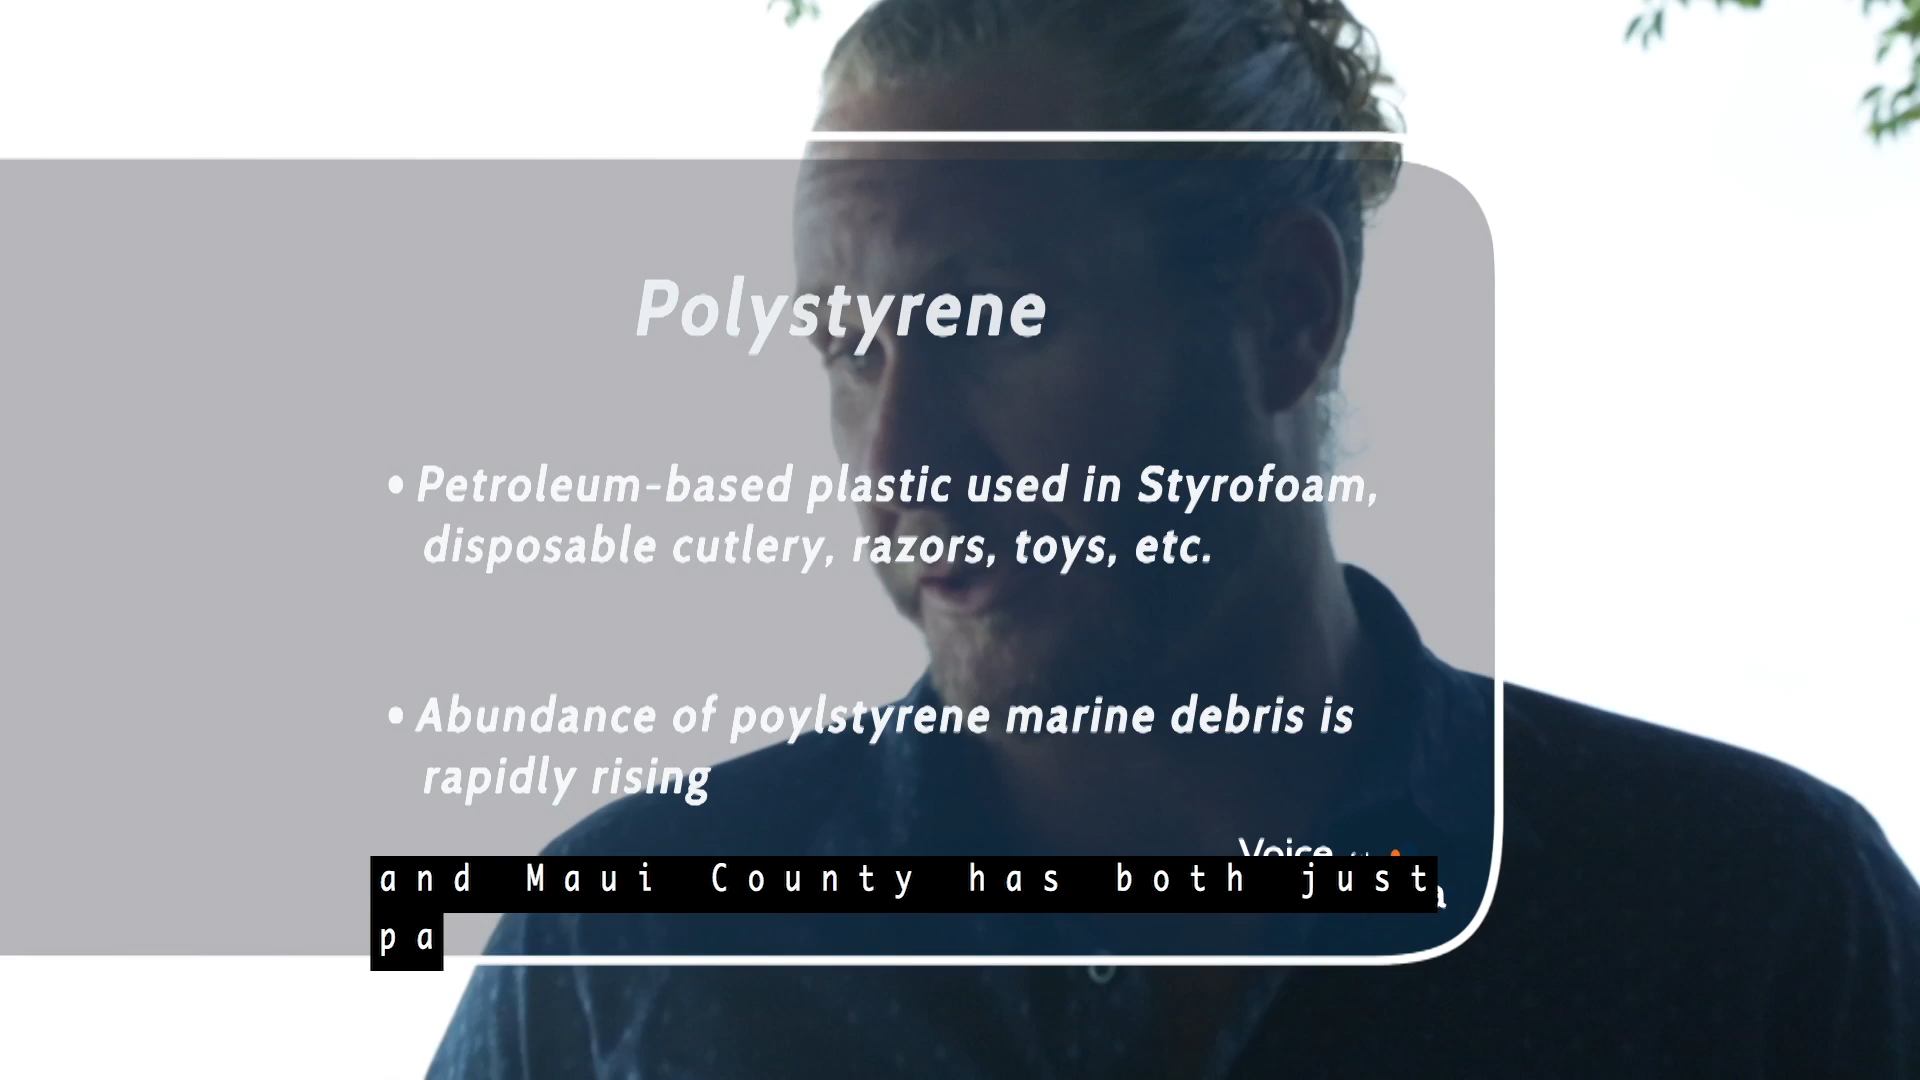 Polystyrene
• Petroleum-based plastic used in Styrofoam,
disposable cutlery, razors, toys, etc.
• Abundance of poylstyrene marine debris is
rapidly rising
Voice
and Maui County has both just
pa